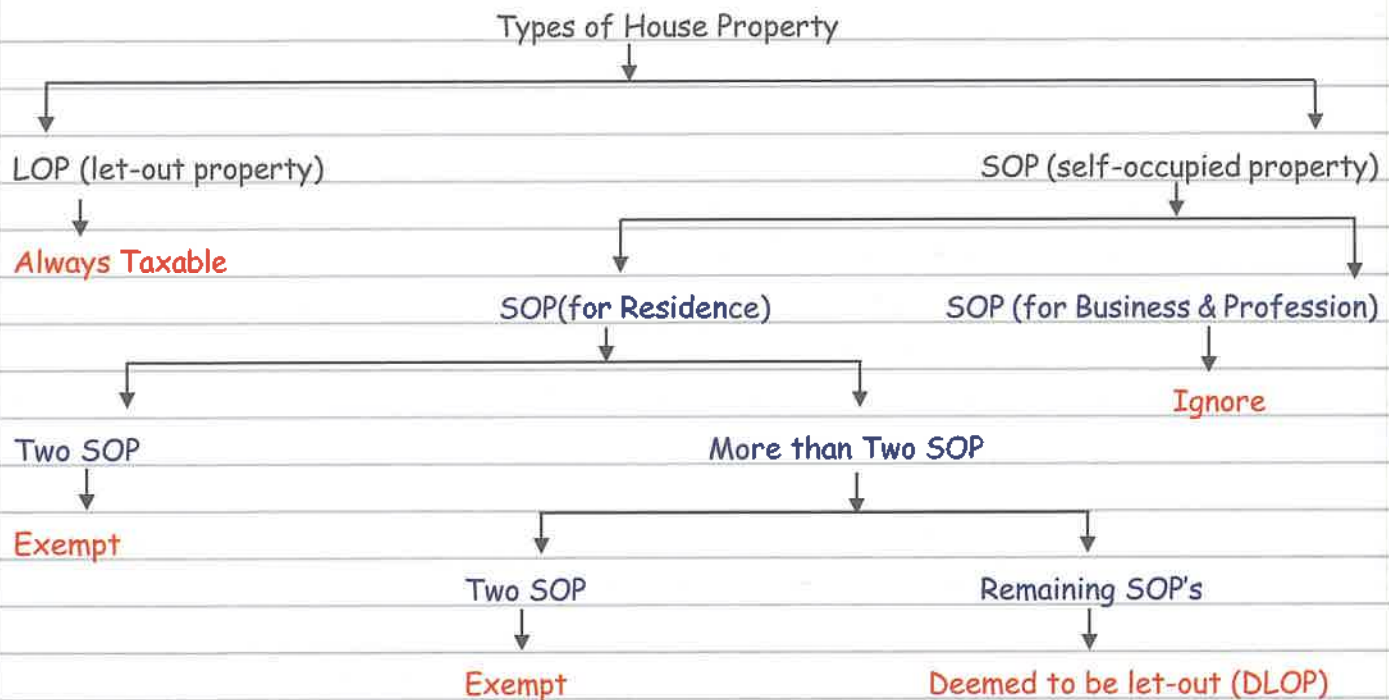 Types of House Property
LOP (let-out property)
SOP (self-occupied property)
Always Taxable
SOP(for Residence)
SOP (for Business & Profession)
Ignore
Two SOP
More than Two SOP
Exempt
Two SOP
Remaining SOP's
Exempt
Deemed to be let-out (DLOP)